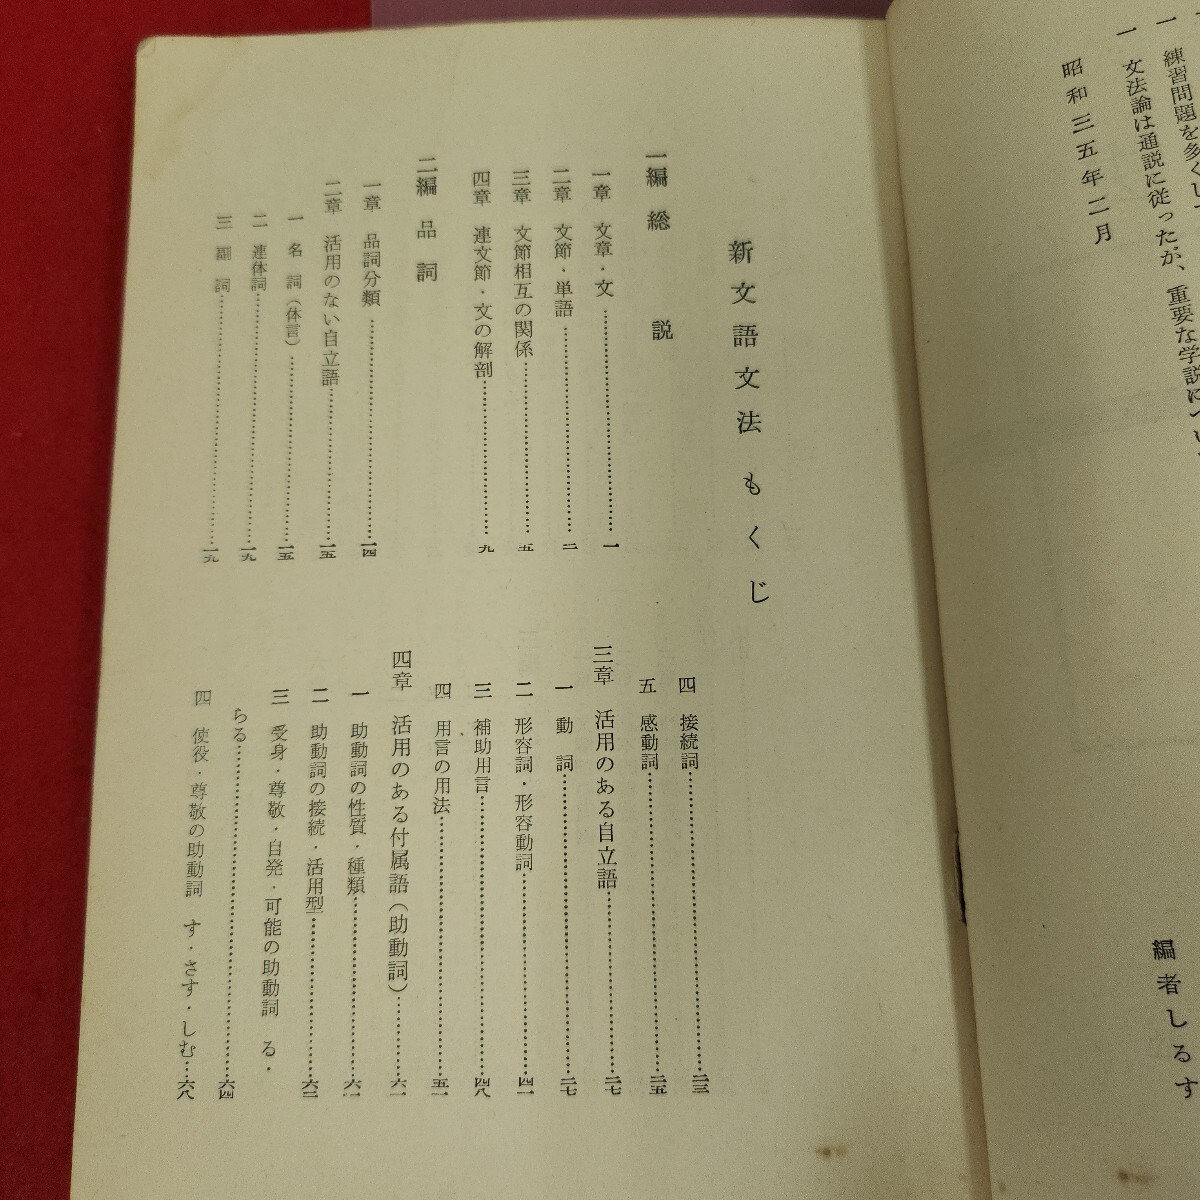 一 練習問題を多くし
一 文法論は通説に従ったが、重要な学説に
昭和三五年二月
編者しるす
新文語文法 もくじ
一編 総説
一章 文章・文……一
二章 文節・単語……二
三章 文節相互の関係……五
四章 連文節・文の解剖……九
二編 品詞
一章 品詞分類……一四
二章 活用のない自立語……一五
一 名詞（体言）……一五
二 連体詞……一九
三 副詞……一九
四 接続詞……二三
五 感動詞……二五
三章 活用のある自立語……二七
一 動詞……二七
二 形容詞・形容動詞……四一
三 補助用言……四八
四 用言の用法……五一
四章 活用のある付属語（助動詞）……六一
一 助動詞の性質・種類……六一
二 助動詞の接続・活用型……六二
三 受身・尊敬・自発・可能の助動詞 る・
らる……六四
四 使役・尊敬の助動詞 す・さす・しむ…六八